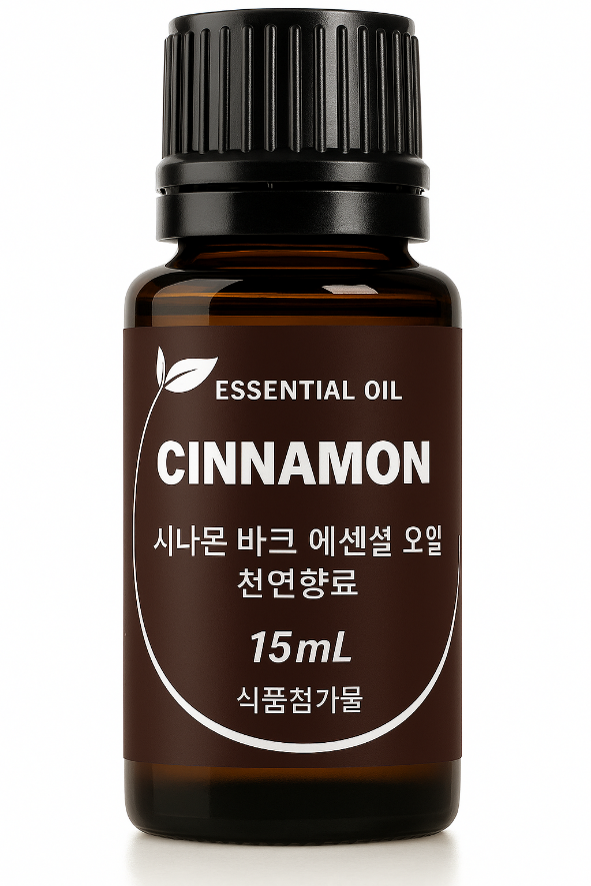 ESSENTIAL OIL
CINNAMON
시나몬 바크 에센셜 오일
천연향료
15mL
식품첨가물